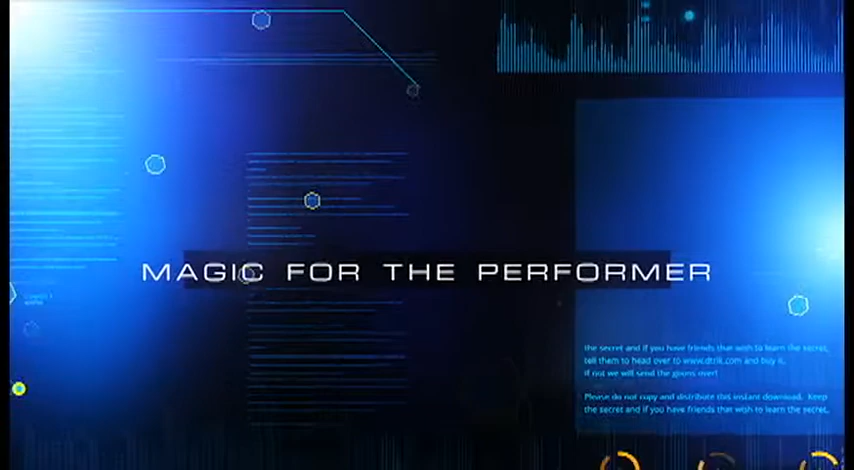 MAGIC FOR THE PERFORMER
the secret and if you have friends that wish to learn the secret,
tell them to head over to www.dtrik.com and buy it,
if not we will send the goons over!
Please do not copy and distribute this instant download. Keep
the secret and if you have friends that wish to learn the secret,